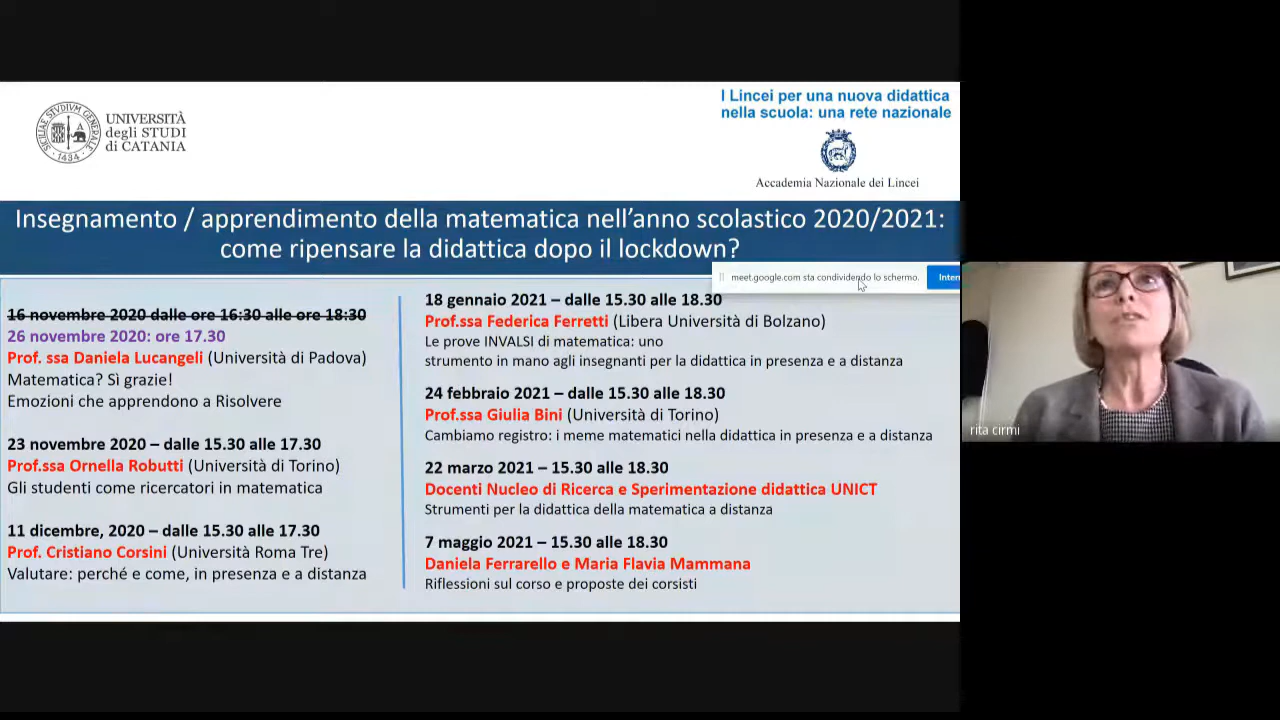 UNIVERSITÀ
degli STUDI
di CATANIA
SICILIAE STUDIUM GENERALE
1434
I Lincei per una nuova didattica
nella scuola: una rete nazionale
Accademia Nazionale dei Lincei
Insegnamento / apprendimento della matematica nell'anno scolastico 2020/2021:
come ripensare la didattica dopo il lockdown?
meet.google.com sta condividendo lo schermo.
Inter
16 novembre 2020 dalle ore 16:30 alle ore 18:30
26 novembre 2020: ore 17.30
Prof. ssa Daniela Lucangeli (Università di Padova)
Matematica? Sì grazie!
Emozioni che apprendono a Risolvere
23 novembre 2020 – dalle 15.30 alle 17.30
Prof.ssa Ornella Robutti (Università di Torino)
Gli studenti come ricercatori in matematica
11 dicembre, 2020 – dalle 15.30 alle 17.30
Prof. Cristiano Corsini (Università Roma Tre)
Valutare: perché e come, in presenza e a distanza
18 gennaio 2021 – dalle 15.30 alle 18.30
Prof.ssa Federica Ferretti (Libera Università di Bolzano)
Le prove INVALSI di matematica: uno
strumento in mano agli insegnanti per la didattica in presenza e a distanza
24 febbraio 2021 – dalle 15.30 alle 18.30
Prof.ssa Giulia Bini (Università di Torino)
Cambiamo registro: i meme matematici nella didattica in presenza e a distanza
22 marzo 2021 – 15.30 alle 18.30
Docenti Nucleo di Ricerca e Sperimentazione didattica UNICT
Strumenti per la didattica della matematica a distanza
7 maggio 2021 – 15.30 alle 18.30
Daniela Ferrarello e Maria Flavia Mammana
Riflessioni sul corso e proposte dei corsisti
rita cirmi